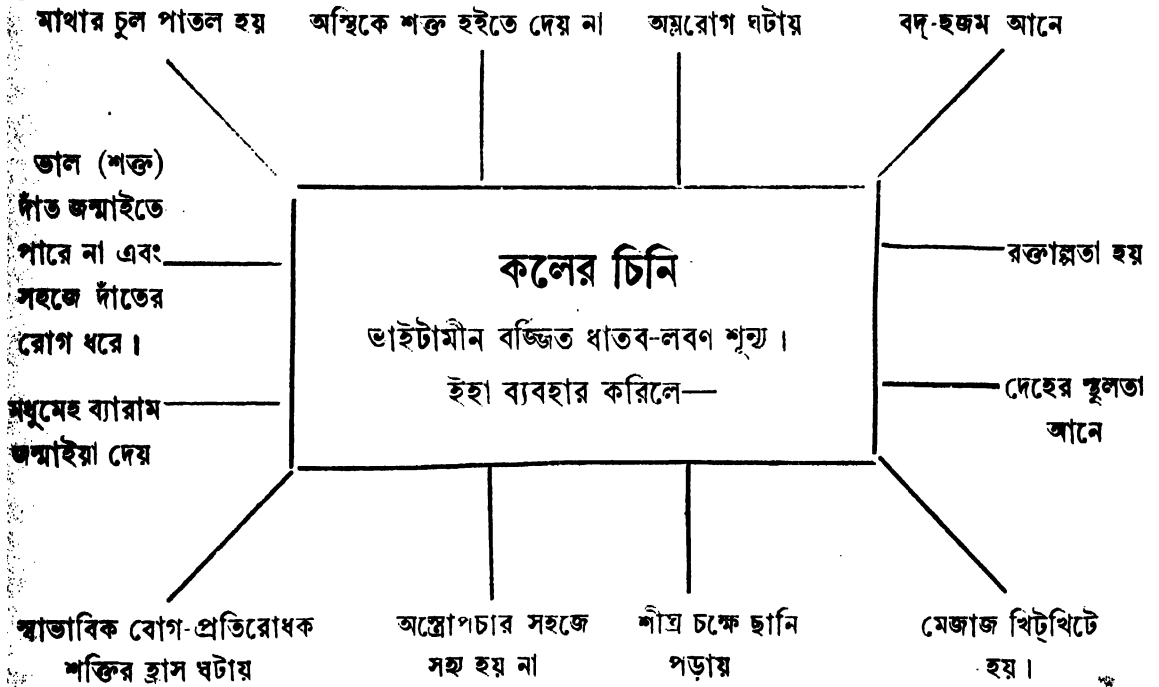 মাথার চুল পাতল হয়
অস্থিকে শক্ত হইতে দেয় না
অম্লরোগ ঘটায়
বদ্-হজম আনে
ভাল (শক্ত)
দাঁত জন্মাইতে
পারে না এবং
সহজে দাঁতের
রোগ ধরে।
মধুমেহ ব্যারাম
জন্মাইয়া দেয়
কলের চিনি
ভাইটামীন বর্জ্জিত ধাতব-লবণ শূন্য।
ইহা ব্যবহার করিলে—
রক্তাল্পতা হয়
দেহের স্থূলতা
আনে
স্বাভাবিক রোগ-প্রতিরোধক
শক্তির হ্রাস ঘটায়
অস্ত্রোপচার সহজে
সহ্য হয় না
শীঘ্র চক্ষে ছানি
পড়ায়
মেজাজ খিট্‌খিটে
হয়।